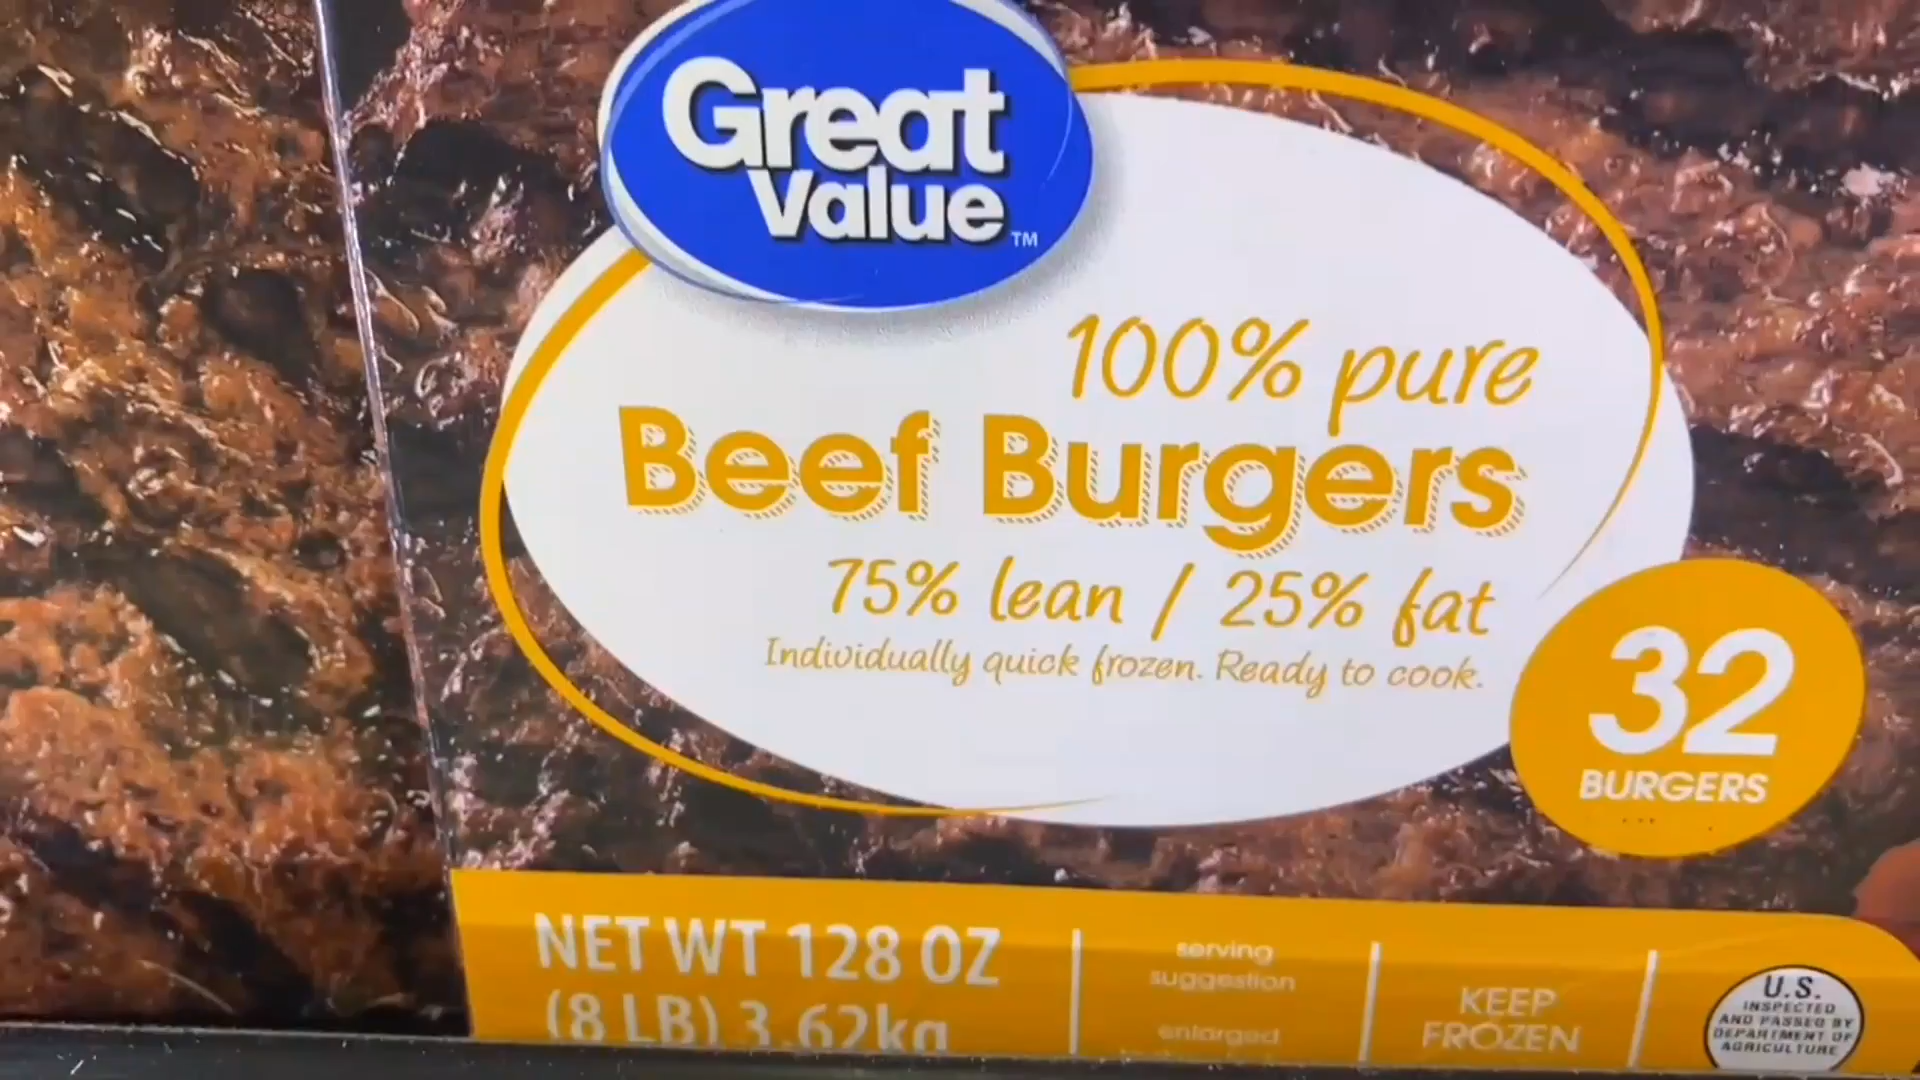 Great
Value
TM
100% pure
Beef Burgers
75% lean / 25% fat
Individually quick frozen. Ready to cook.
32
BURGERS
NET WT 128 OZ
(8 LB) 3.62kg
serving
suggestion
enlarged
KEEP
FROZEN
U.S.
INSPECTED
AND PASSED BY
DEPARTMENT OF
AGRICULTURE